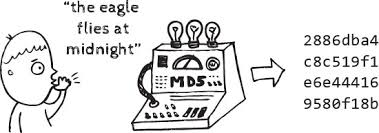 "the eagle
flies at
midnight"
MD5
2886dba4
c8c519f1
e6e44416
9580f18b